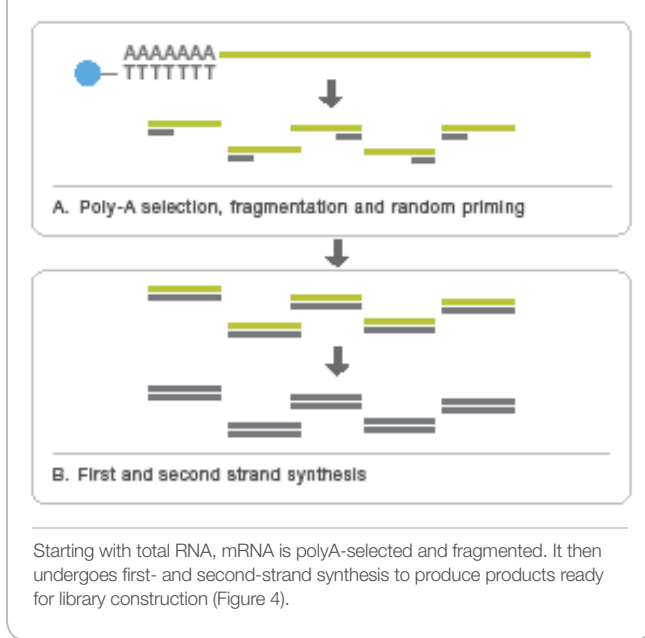 AAAAAAA
TTTTTTT
A. Poly-A selection, fragmentation and random priming
B. First and second strand synthesis
Starting with total RNA, mRNA is polyA-selected and fragmented. It then
undergoes first- and second-strand synthesis to produce products ready
for library construction (Figure 4).